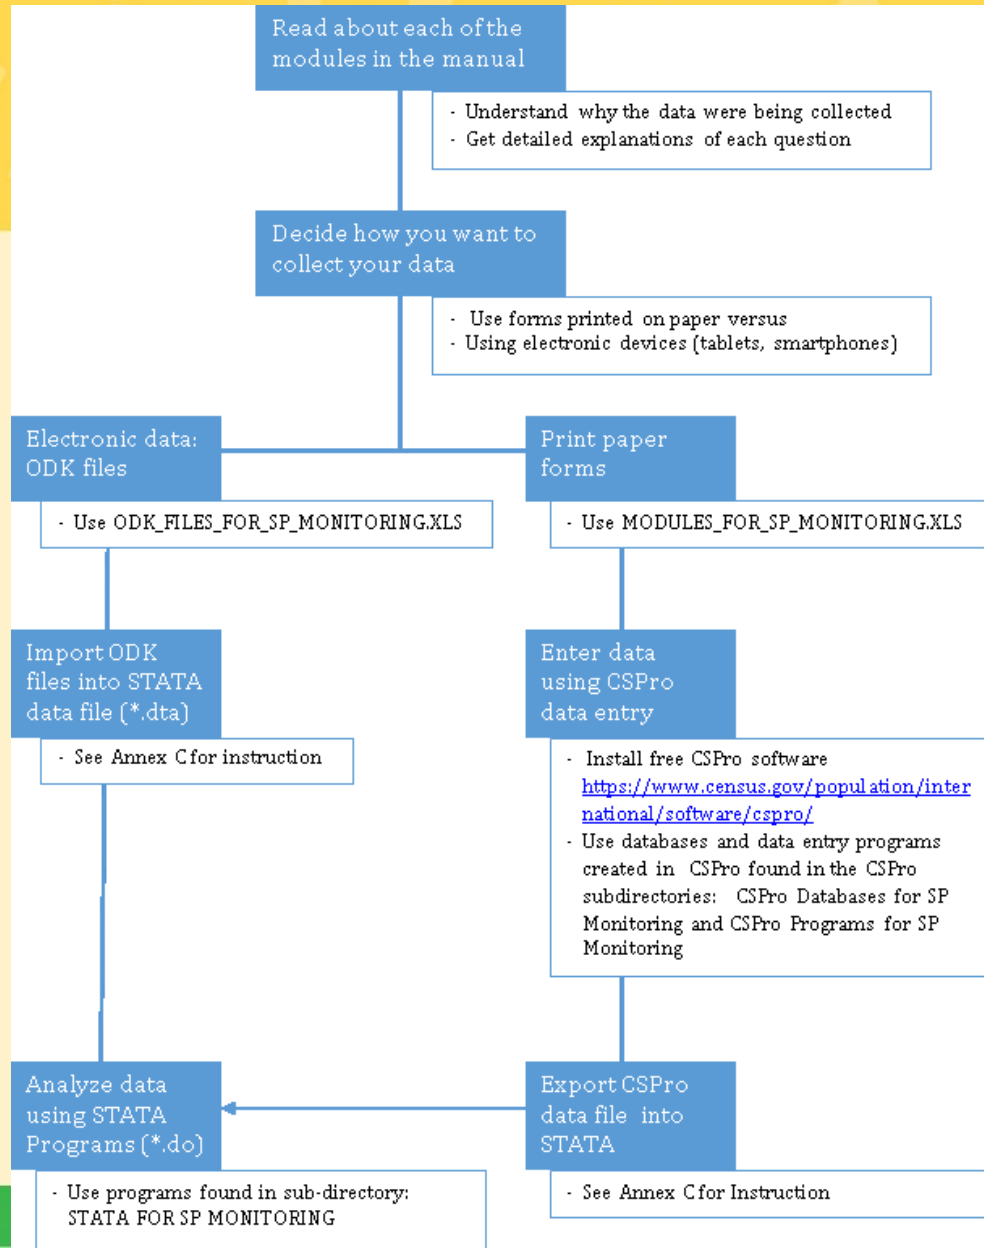 Read about each of the
modules in the manual
- Understand why the data were being collected
- Get detailed explanations of each question
Decide how you want to
collect your data
- Use forms printed on paper versus
- Using electronic devices (tablets, smartphones)
Electronic data:
ODK files
- Use ODK_FILES_FOR_SP_MONITORING.XLS
Print paper
forms
- Use MODULES_FOR_SP_MONITORING.XLS
Import ODK
files into STATA
data file (*.dta)
- See Annex C for instruction
Enter data
using CSPro
data entry
- Install free CSPro software
https://www.census.gov/population/inter
national/software/cspro/
- Use databases and data entry programs
created in CSPro found in the CSPro
subdirectories: CSPro Databases for SP
Monitoring and CSPro Programs for SP
Monitoring
Analyze data
using STATA
Programs (*.do)
- Use programs found in sub-directory:
STATA FOR SP MONITORING
Export CSPro
data file into
STATA
- See Annex C for Instruction